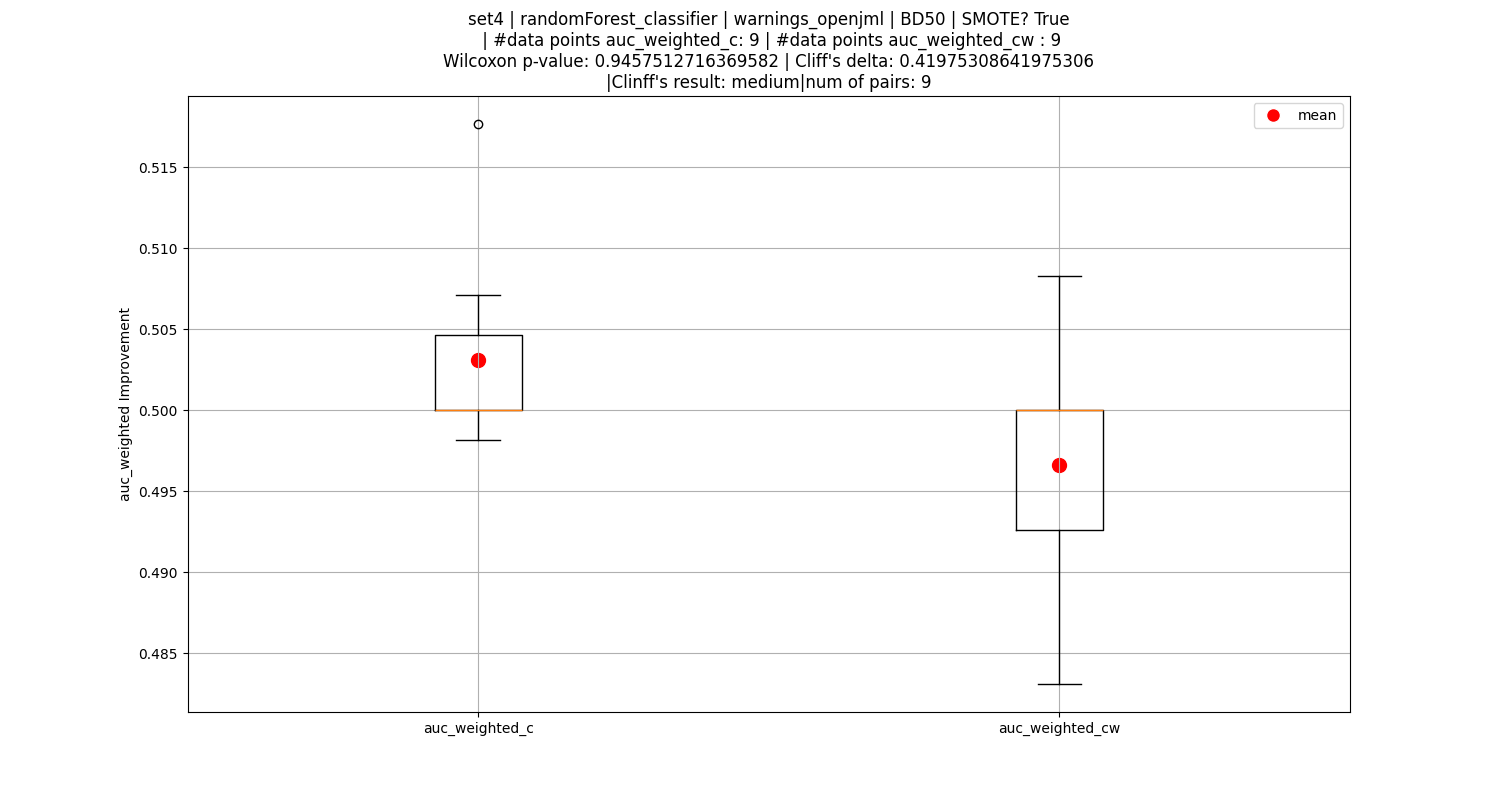 set4 | randomForest_classifier | warnings_openjml | BD50 | SMOTE? True
| #data points auc_weighted_c: 9 | #data points auc_weighted_cw : 9
Wilcoxon p-value: 0.9457512716369582 | Cliff's delta: 0.41975308641975306
|Clinff's result: medium|num of pairs: 9
mean
auc_weighted Improvement
0.515
0.510
0.505
0.500
0.495
0.490
0.485
auc_weighted_c
auc_weighted_cw